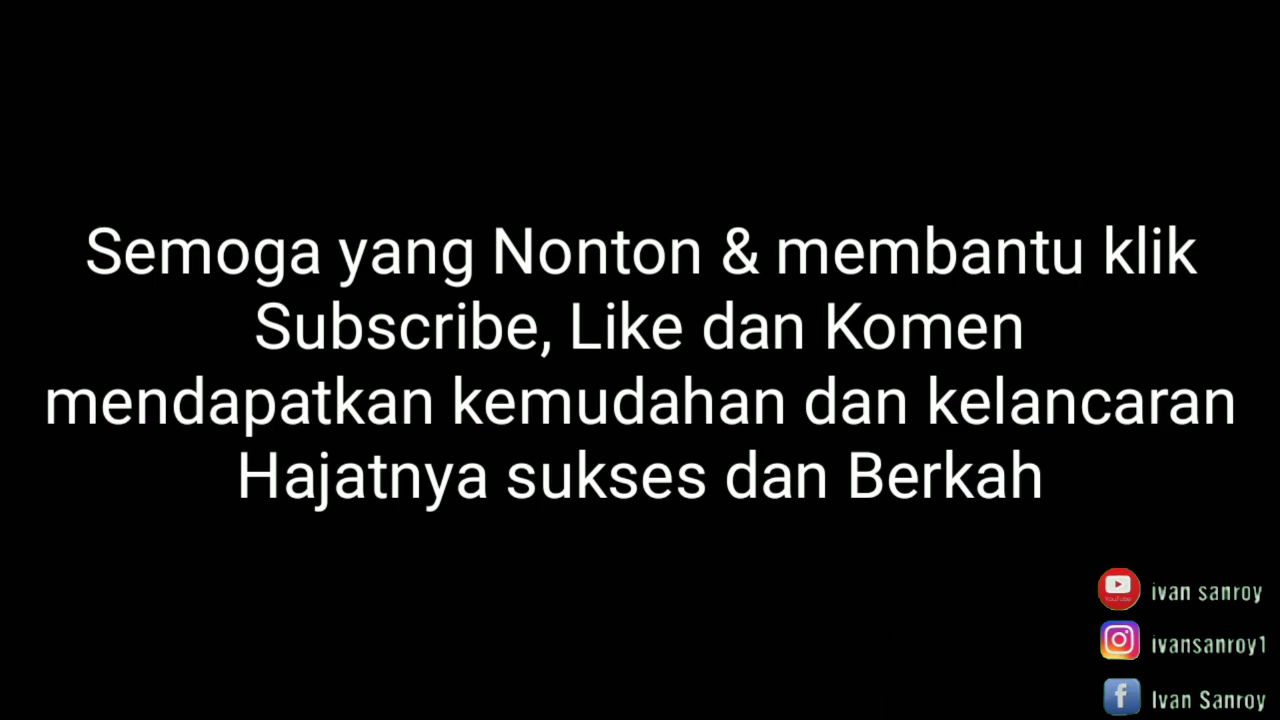 Semoga yang Nonton & membantu klik
Subscribe, Like dan Komen
mendapatkan kemudahan dan kelancaran
Hajatnya sukses dan Berkah
YouTube
ivan sanroy
ivansanroy1
Ivan Sanroy